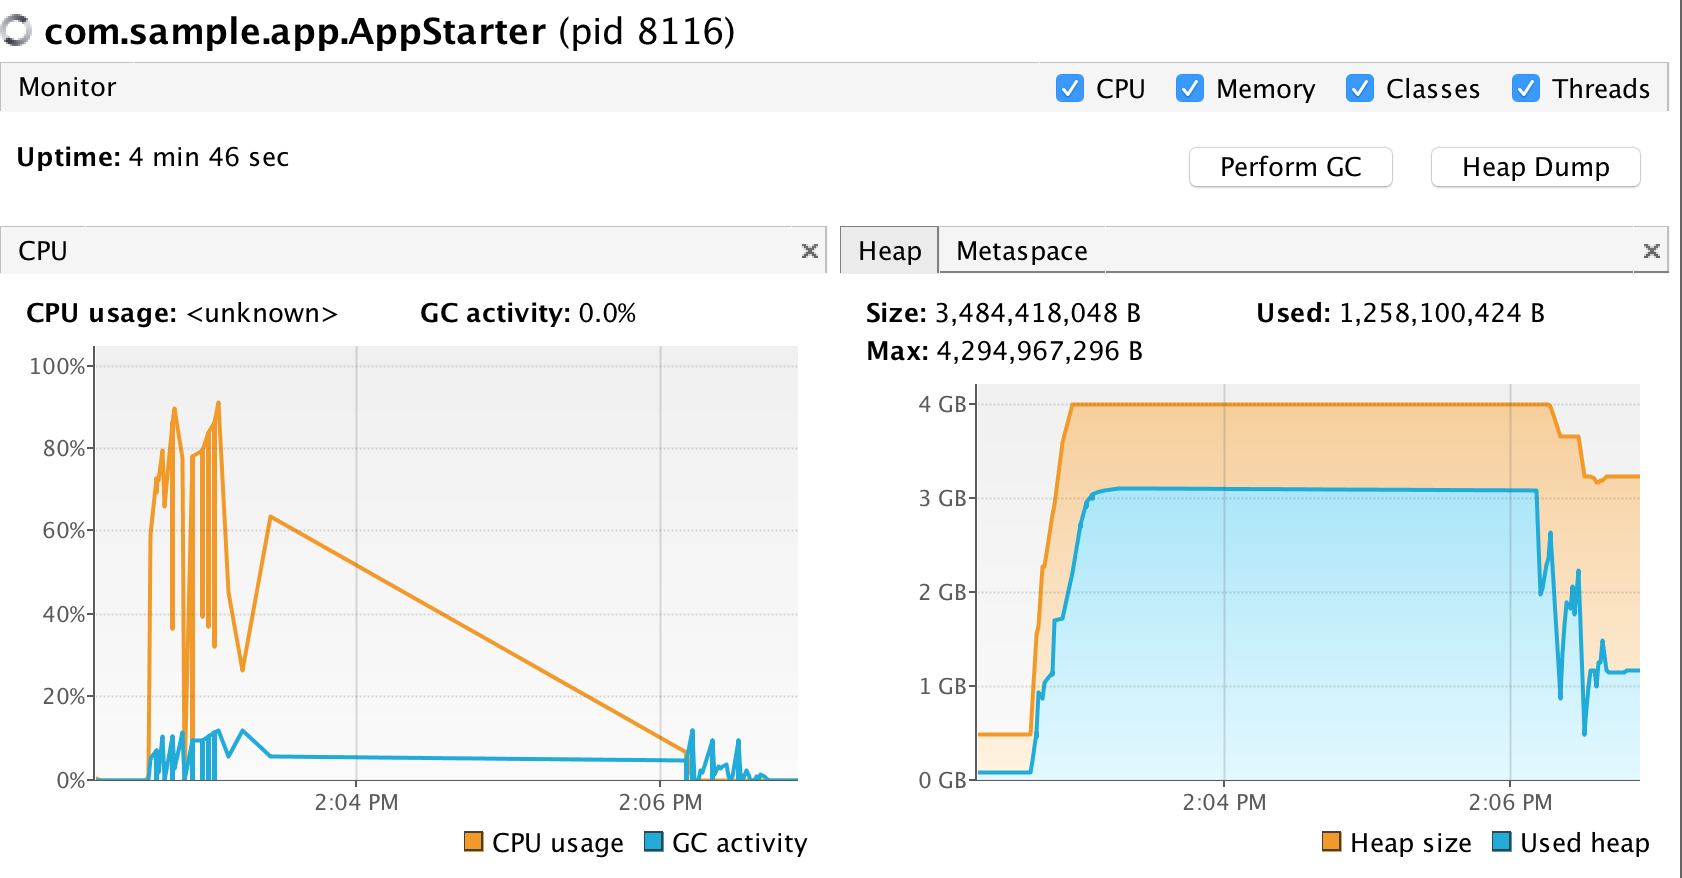 com.sample.app.AppStarter (pid 8116)
Monitor
CPU Memory Classes Threads
Uptime: 4 min 46 sec
Perform GC Heap Dump
CPU
CPU usage: <unknown> GC activity: 0.0%
100%
80%
60%
40%
20%
0%
2:04 PM 2:06 PM
CPU usage GC activity
Heap Metaspace
Size: 3,484,418,048 B Used: 1,258,100,424 B
Max: 4,294,967,296 B
4 GB
3 GB
2 GB
1 GB
0 GB
2:04 PM 2:06 PM
Heap size Used heap